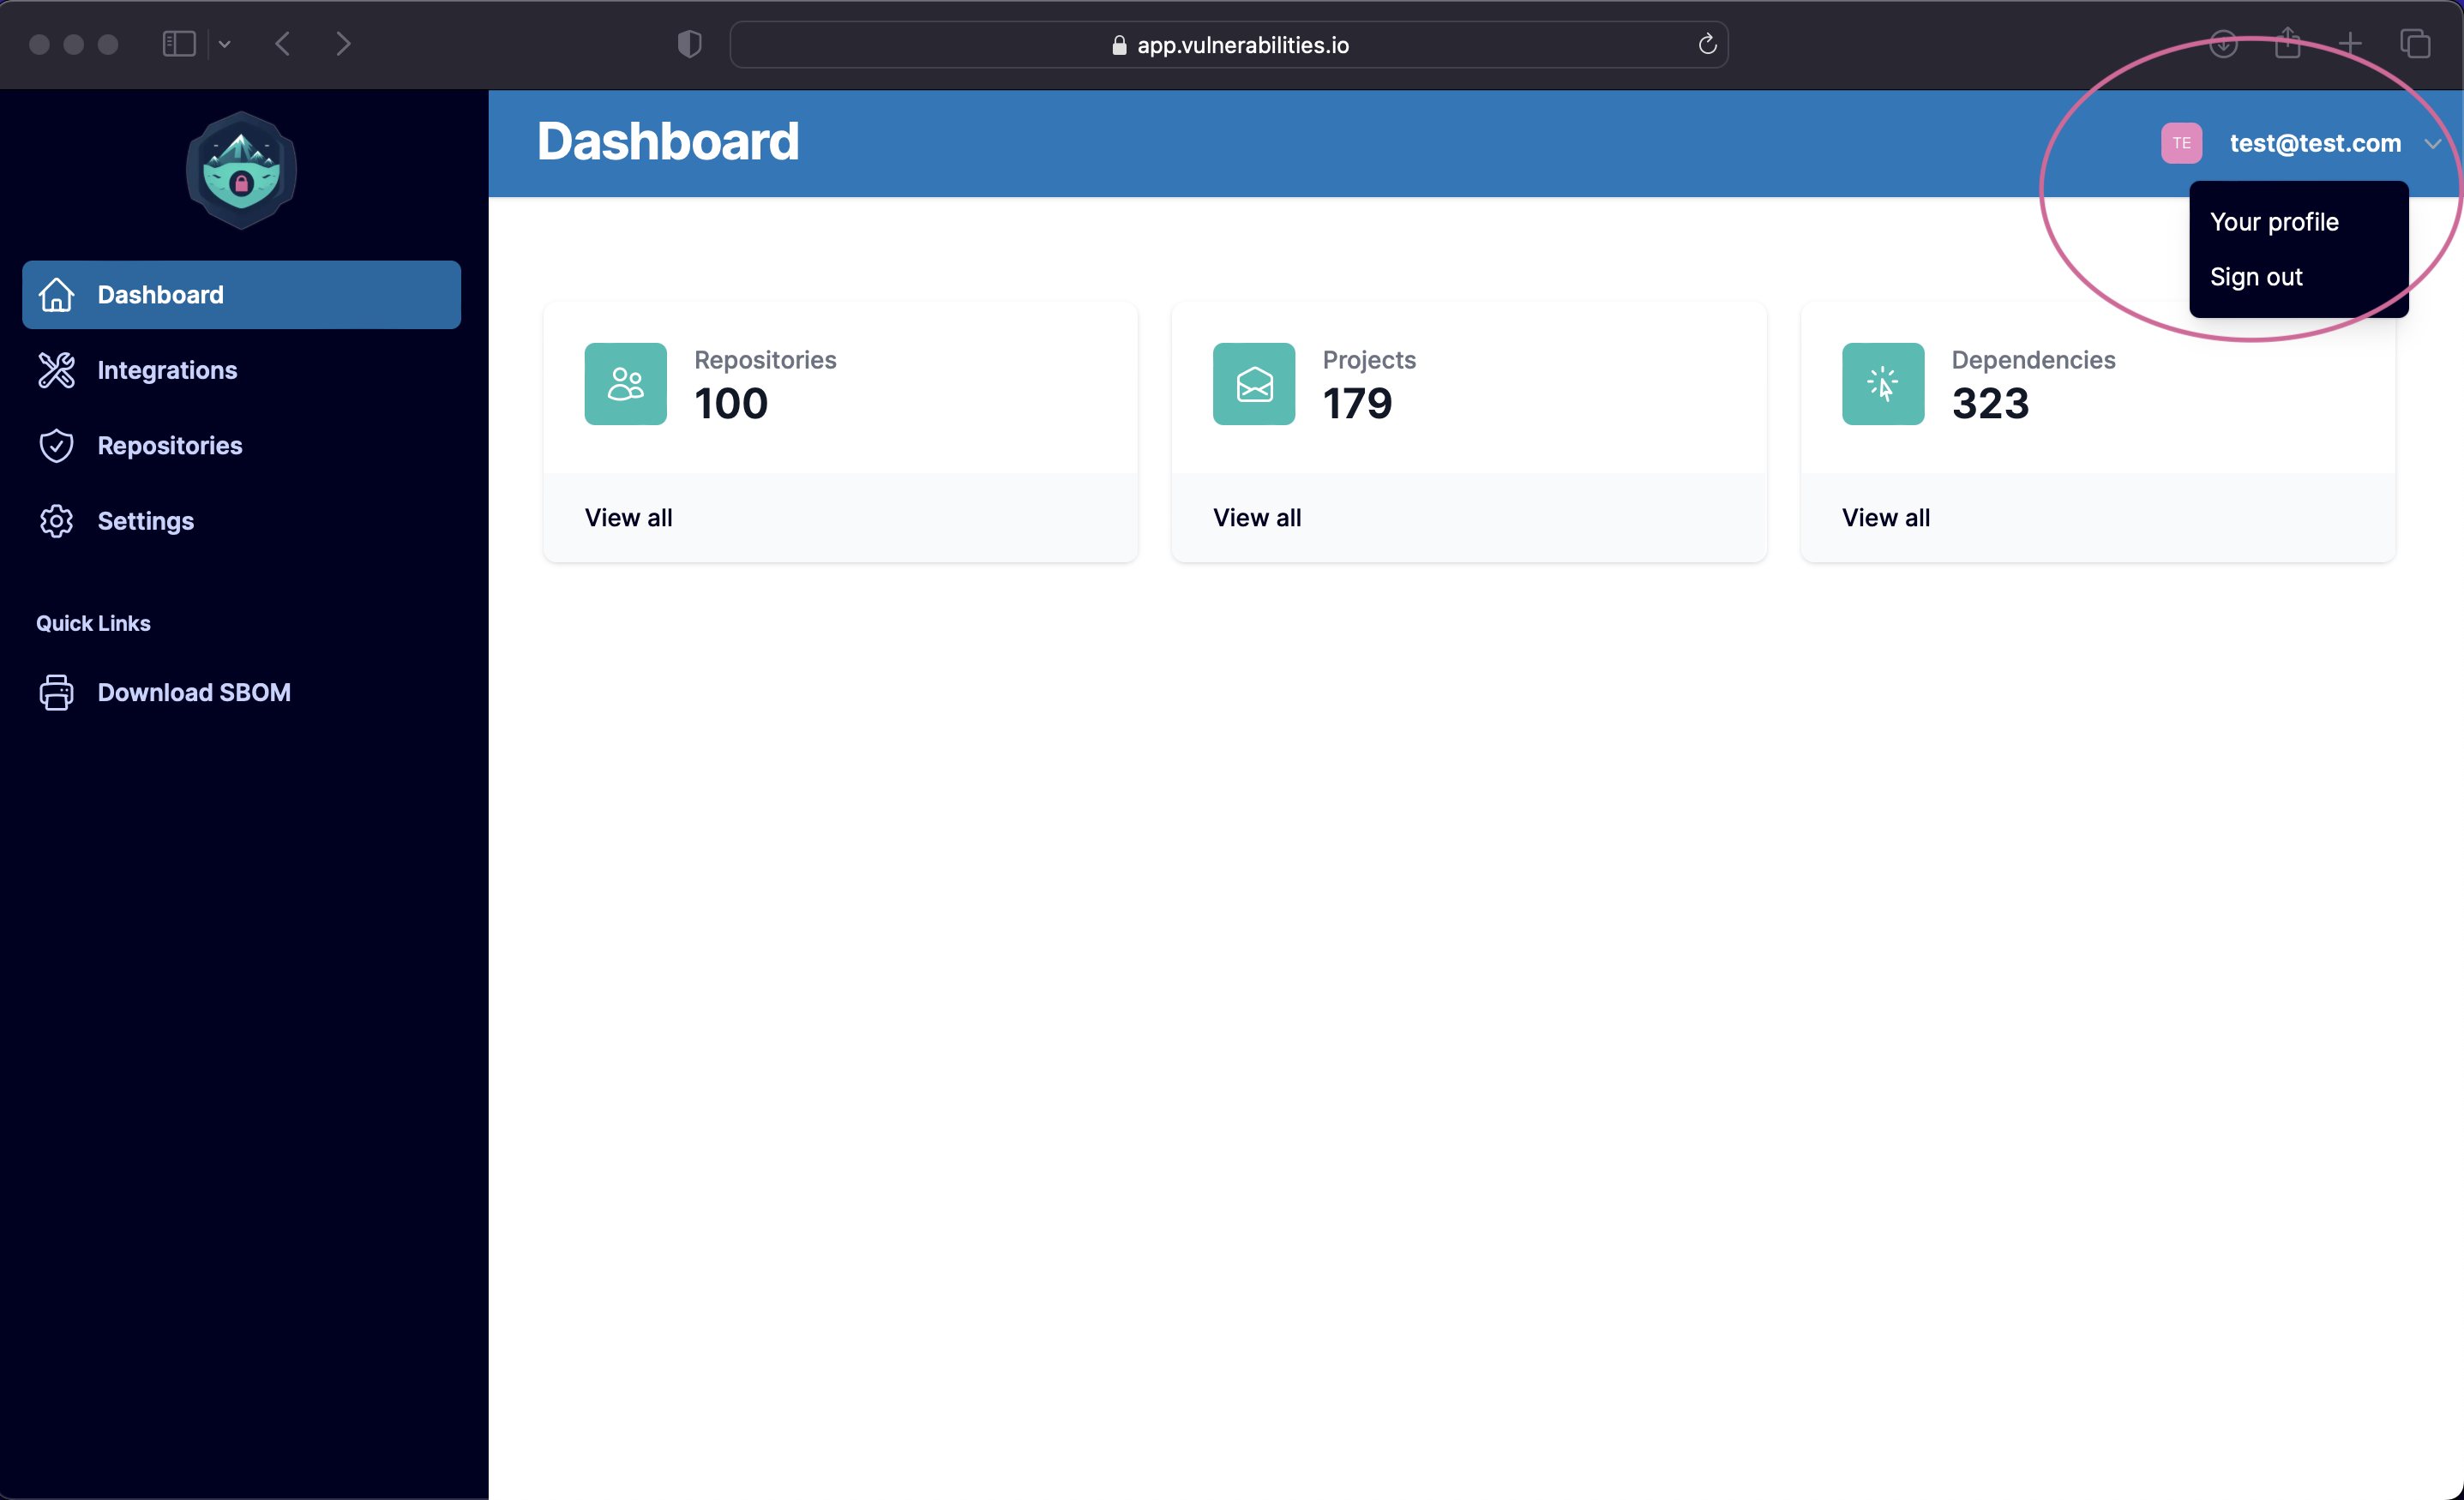 app.vulnerabilities.io
Dashboard
TE
test@test.com
Your profile
Sign out
Dashboard
Integrations
Repositories
Settings
Quick Links
Download SBOM
Repositories
100
View all
Projects
179
View all
Dependencies
323
View all